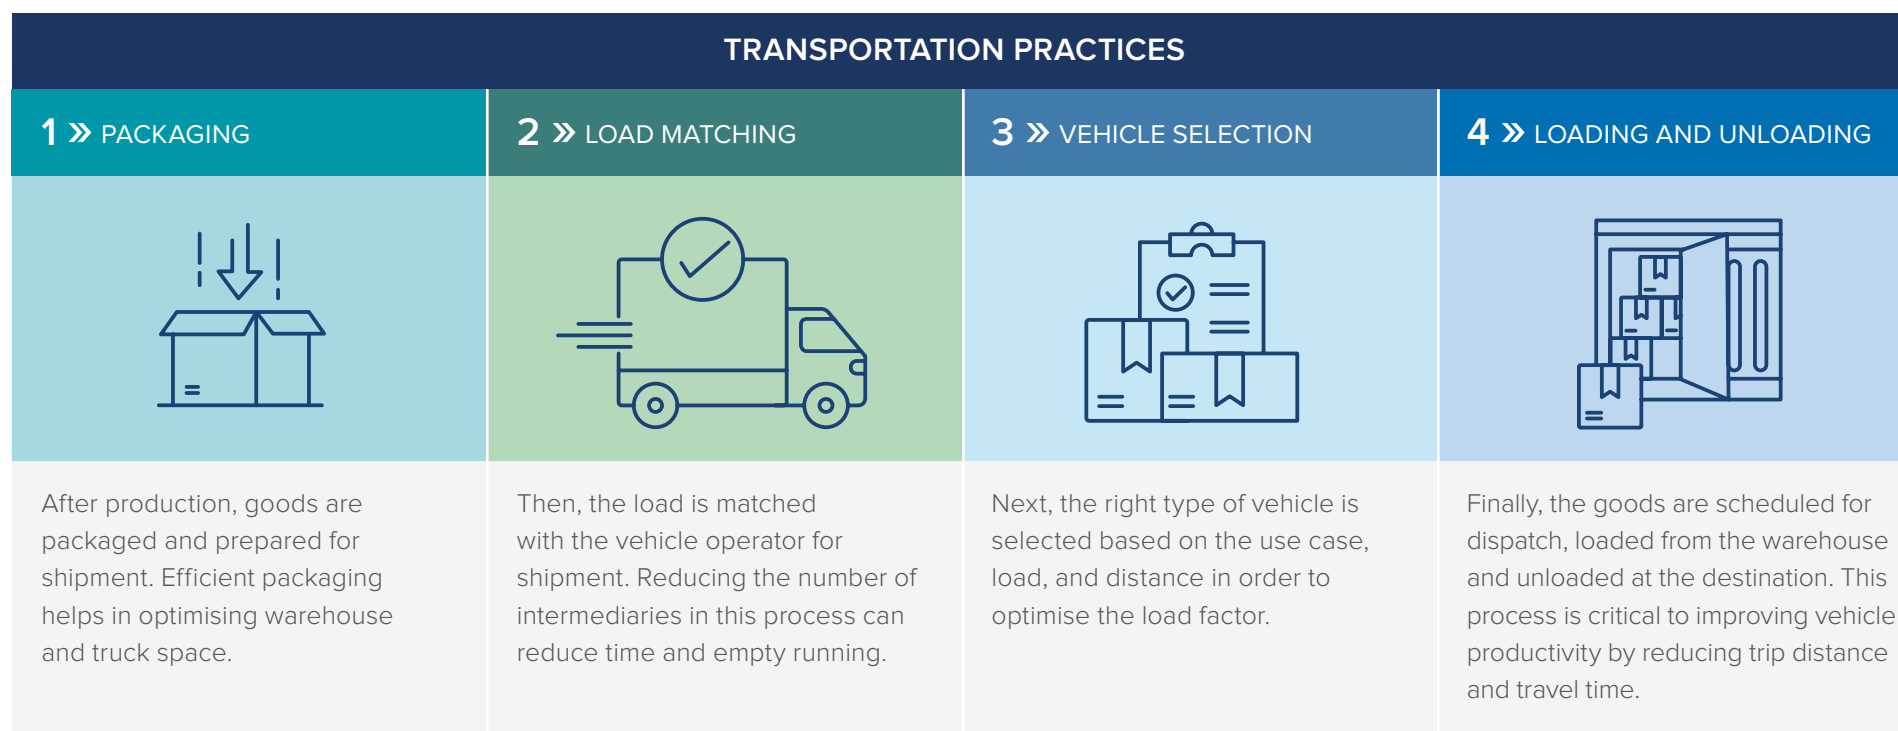 TRANSPORTATION PRACTICES
1 » PACKAGING
2 » LOAD MATCHING
3 » VEHICLE SELECTION
4 » LOADING AND UNLOADING
After production, goods are
packaged and prepared for
shipment. Efficient packaging
helps in optimising warehouse
and truck space.
Then, the load is matched
with the vehicle operator for
shipment. Reducing the number of
intermediaries in this process can
reduce time and empty running.
Next, the right type of vehicle is
selected based on the use case,
load, and distance in order to
optimise the load factor.
Finally, the goods are scheduled for
dispatch, loaded from the warehouse
and unloaded at the destination. This
process is critical to improving vehicle
productivity by reducing trip distance
and travel time.